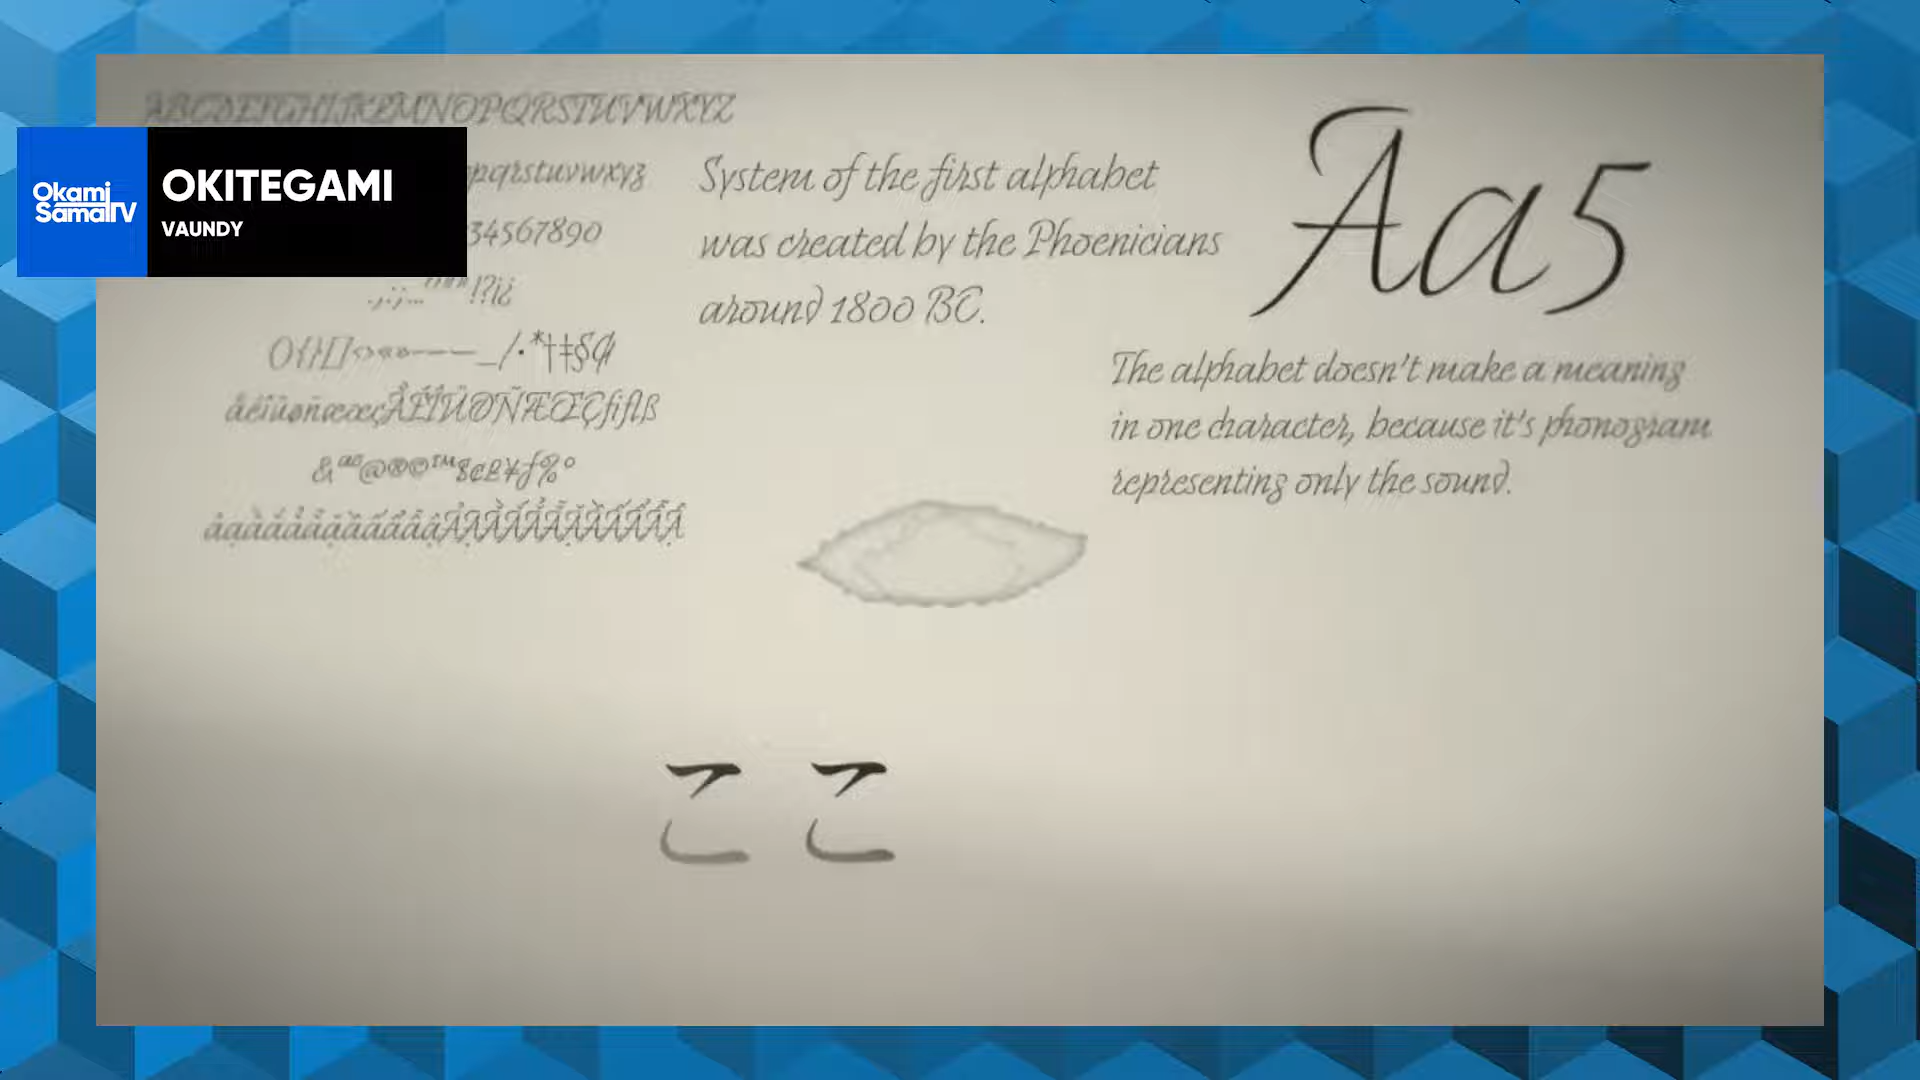 ABCDEFGHIJKLMNOPQRSTUVWXYZ
Okami
SamaTV
OKITEGAMI
VAUNDY
pqrstuvwxyz
34567890
System of the first alphabet
was created by the Phoenicians
around 1800 BC.
Aa5
The alphabet doesn't make a meaning
in one character, because it's phonogram
representing only the sound.
ここ